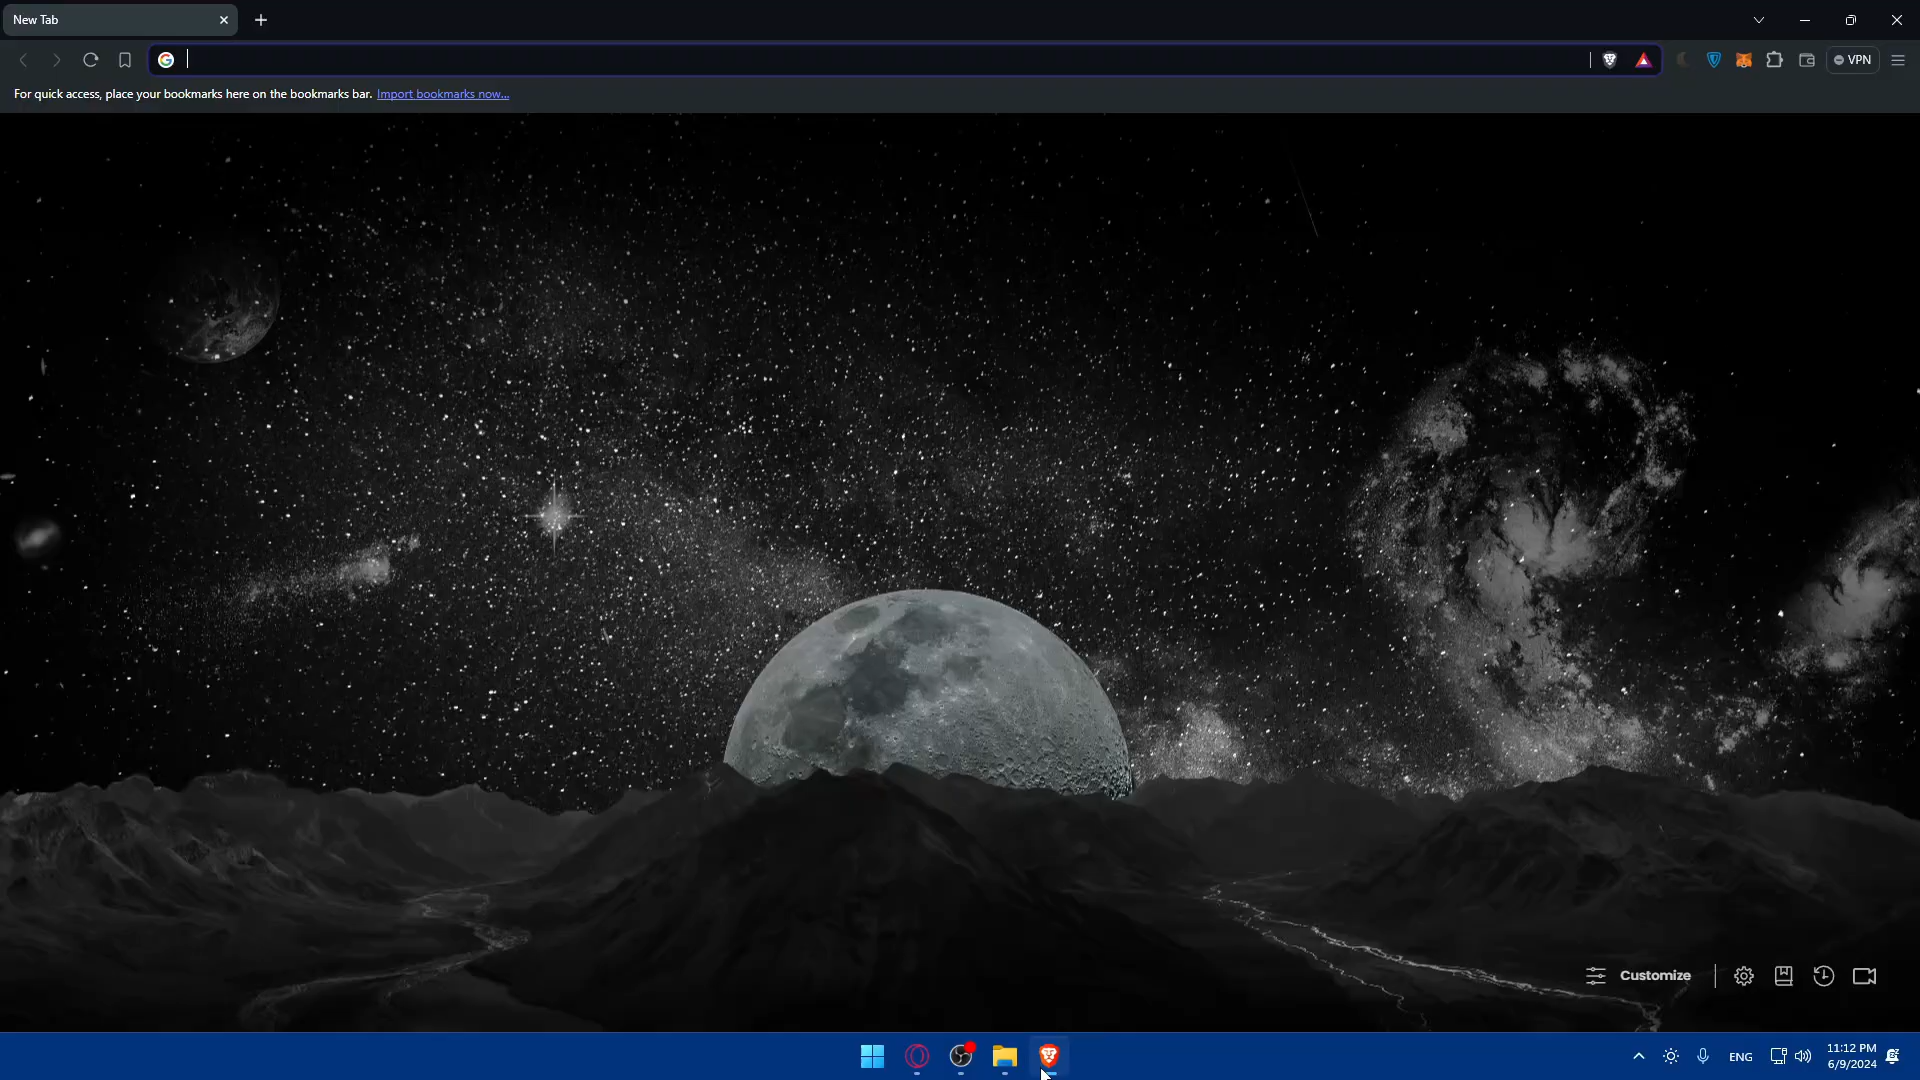 New Tab
VPN
For quick access, place your bookmarks here on the bookmarks bar. Import bookmarks now...
Customize
ENG
11:12 PM
6/9/2024